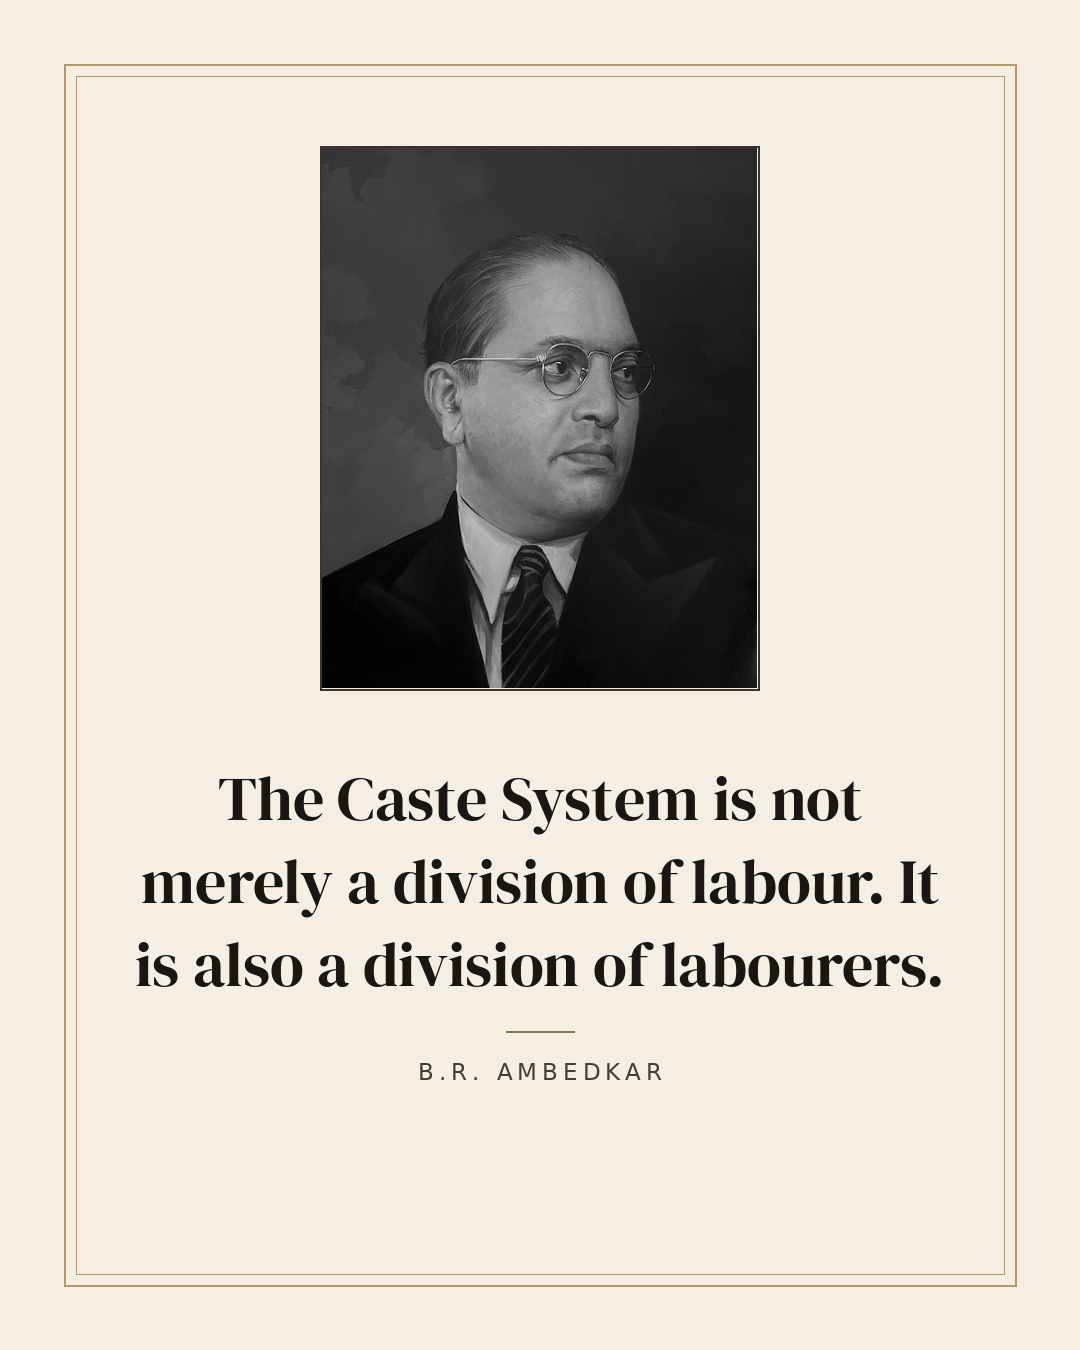 The Caste System is not
merely a division of labour. It
is also a division of labourers.
B.R. AMBEDKAR